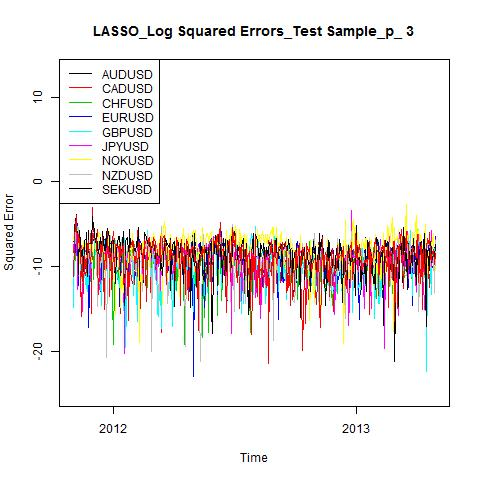 LASSO_Log Squared Errors_Test Sample_p_ 3
AUDUSD
CADUSD
CHFUSD
EURUSD
GBPUSD
JPYUSD
NOKUSD
NZDUSD
SEKUSD
10
0
-10
-20
Squared Error
2012
2013
Time